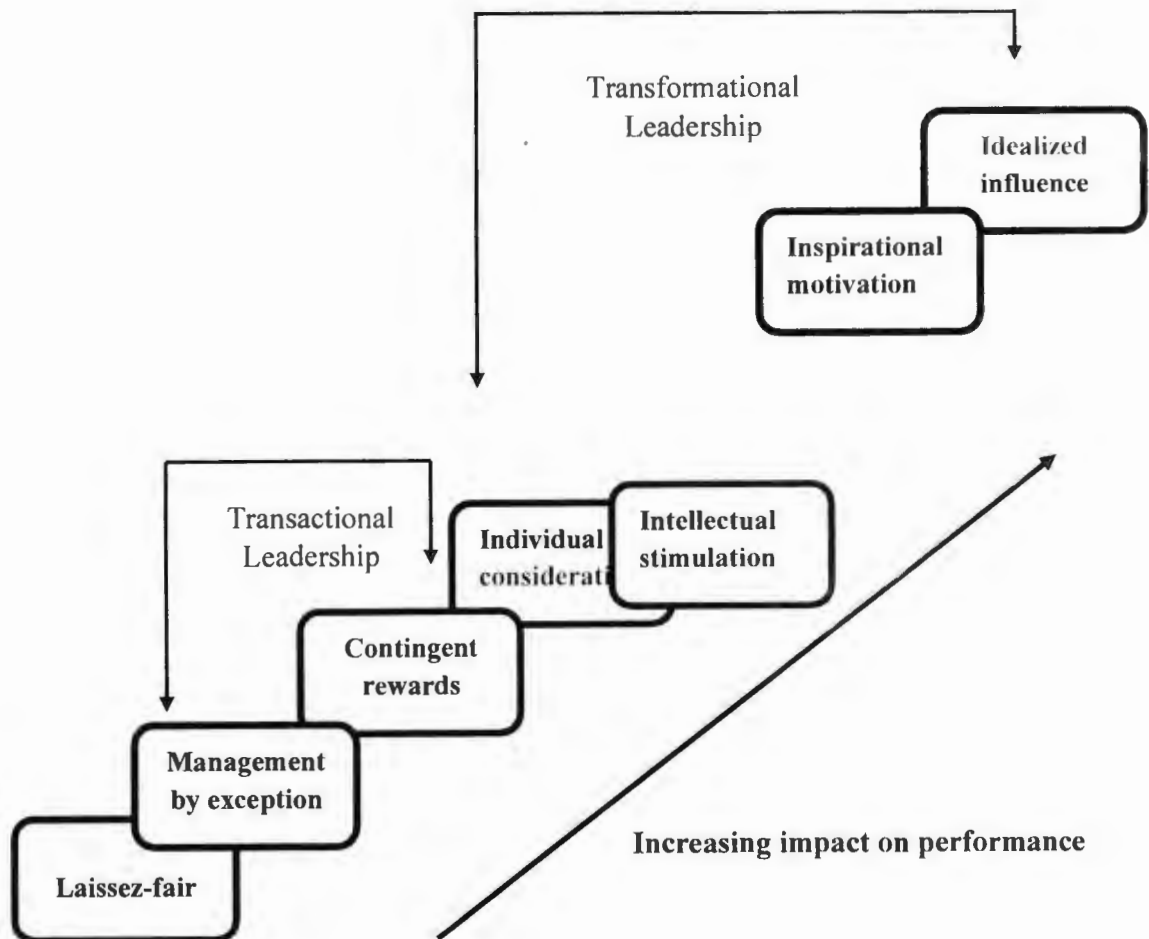 Transformational
Leadership
Idealized
influence
Inspirational
motivation
Transactional
Leadership
Individual
considerati
Intellectual
stimulation
Contingent
rewards
Management
by exception
Increasing impact on performance
Laissez-fair